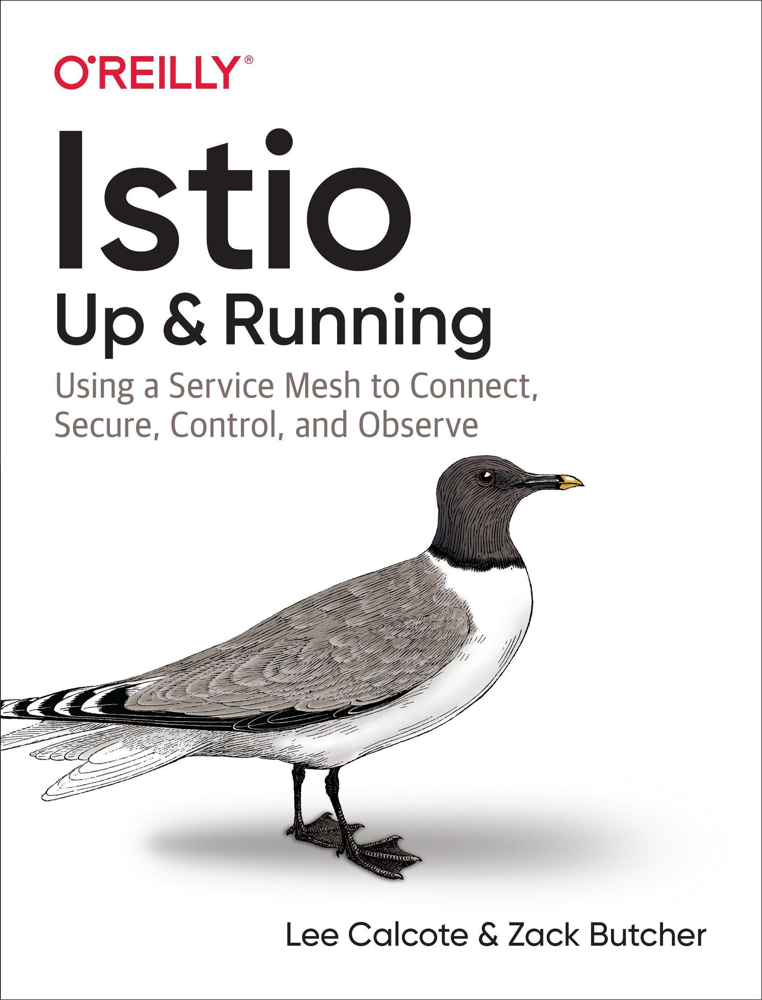 O'REILLY®
Istio
Up & Running
Using a Service Mesh to Connect,
Secure, Control, and Observe
Lee Calcote & Zack Butcher